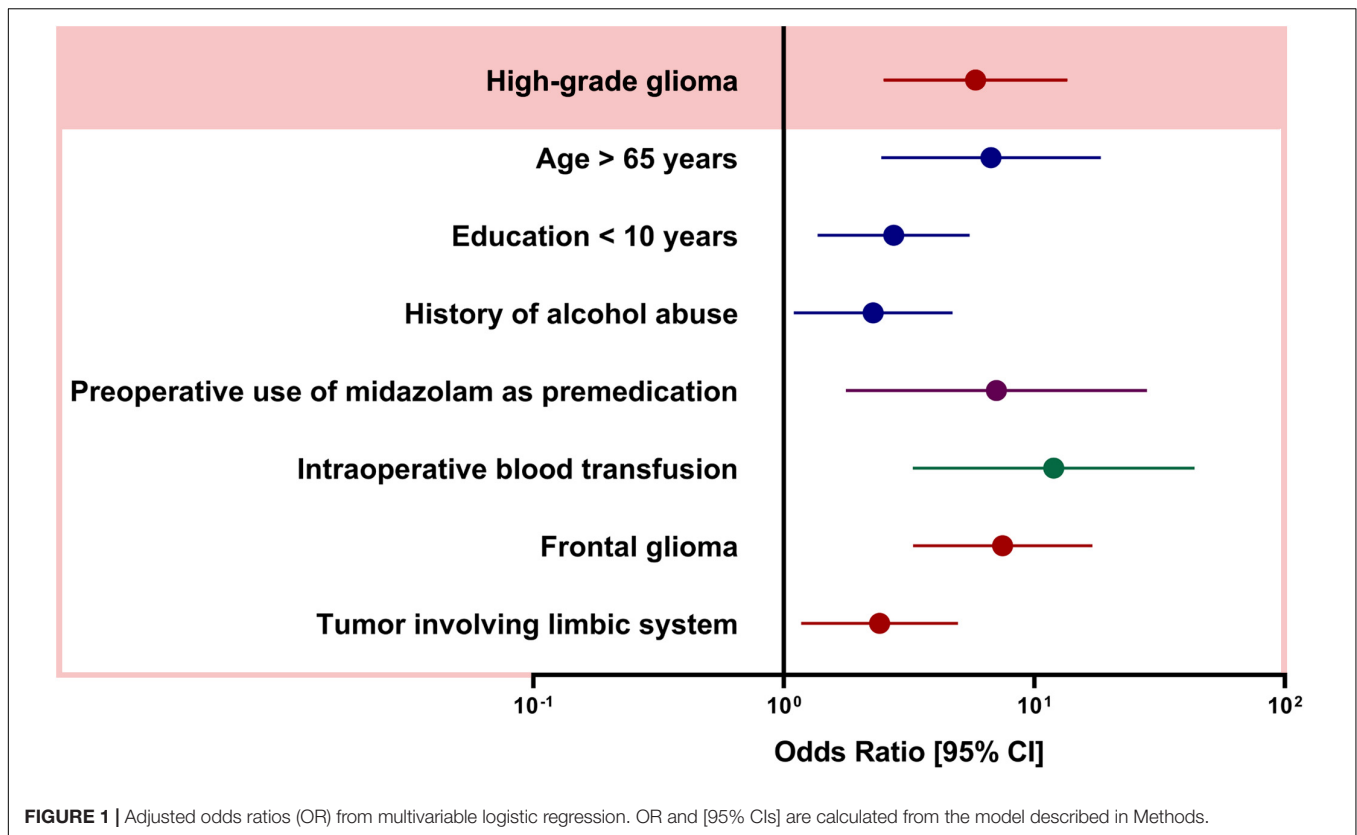 High-grade glioma
Age > 65 years
Education < 10 years
History of alcohol abuse
Preoperative use of midazolam as premedication
Intraoperative blood transfusion
Frontal glioma
Tumor involving limbic system
10⁻¹ 10⁰ 10¹ 10²
Odds Ratio [95% CI]
FIGURE 1 | Adjusted odds ratios (OR) from multivariable logistic regression. OR and [95% CIs] are calculated from the model described in Methods.